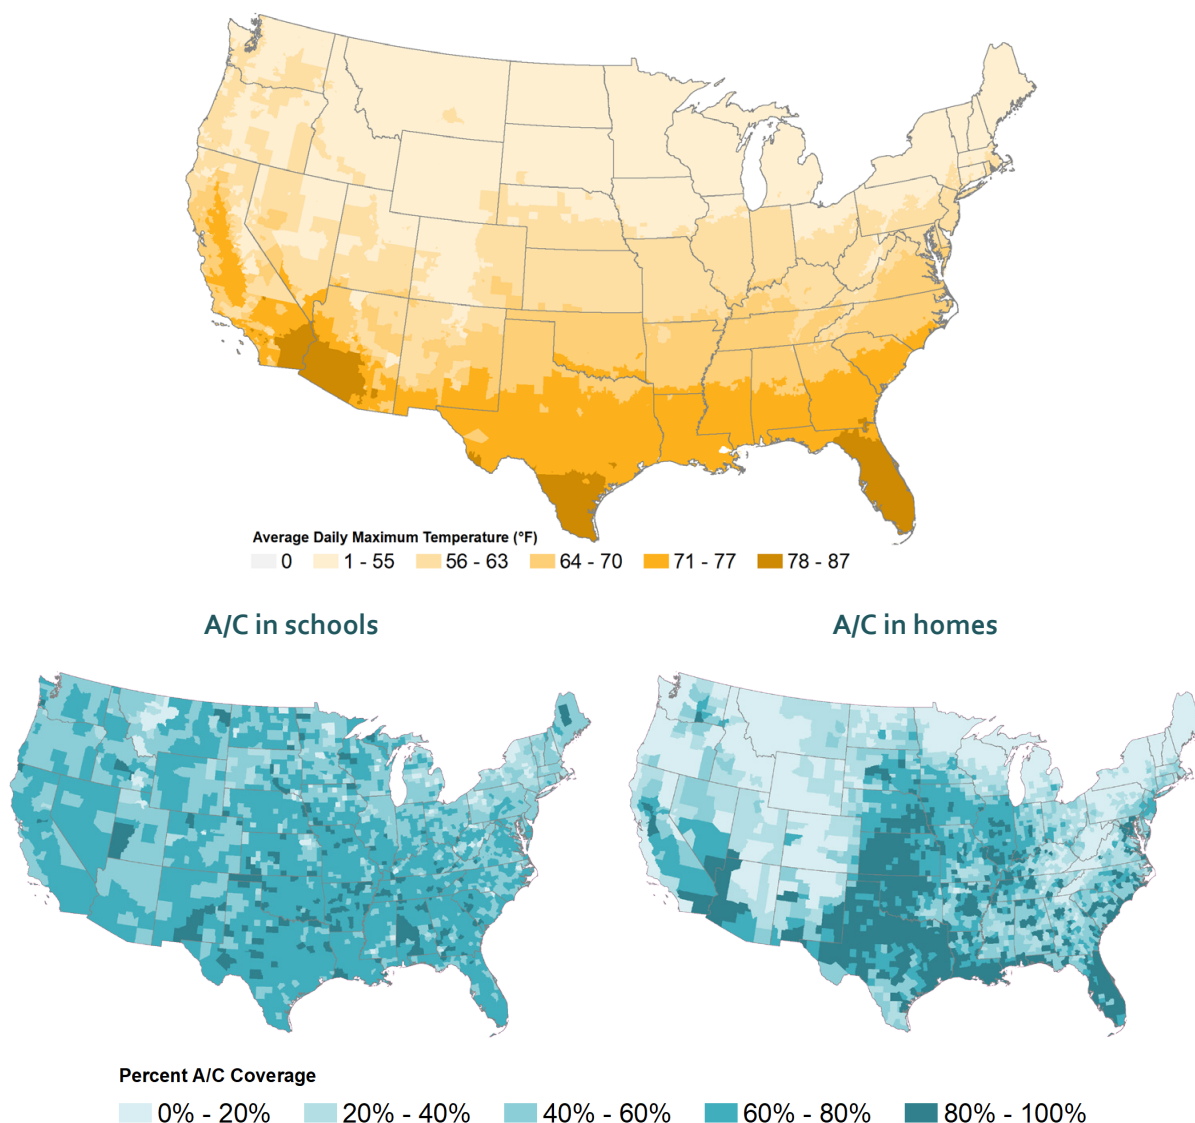 Average Daily Maximum Temperature (°F)
0 1 - 55 56 - 63 64 - 70 71 - 77 78 - 87
A/C in schools A/C in homes
Percent A/C Coverage
0% - 20% 20% - 40% 40% - 60% 60% - 80% 80% - 100%